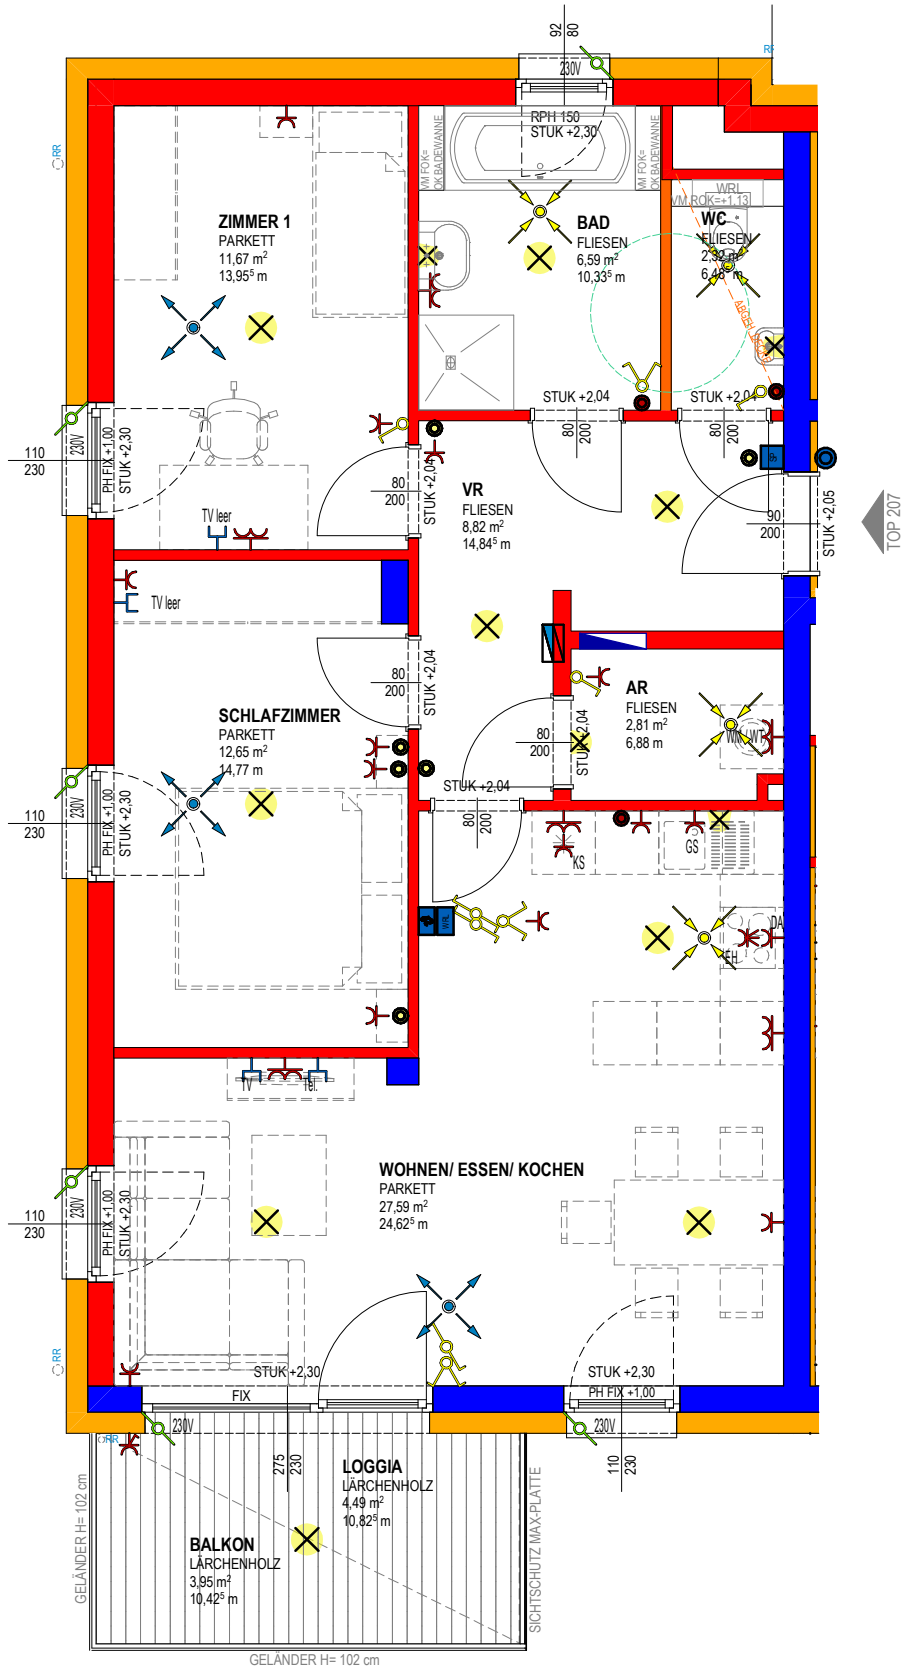 92
80
RF
230V
RPH 150
STUK +2,30
VM FOK=
OK BADEWANNE
VM FOK=
OK BADEWANNE
RR
ZIMMER 1
PARKETT
11,67 m²
13,95⁵ m
BAD
FLIESEN
6,59 m²
10,33⁵ m
WRL
VM ROK=+1,13
WC
FLIESEN
2,32 m²
6,48⁵ m
STUK +2,04
80
200
STUK +2,04
80
200
110
230
230V
PH FIX +1,00
STUK +2,30
80
200
STUK +2,04
VR
FLIESEN
8,82 m²
14,84⁵ m
90
200
STUK +2,05
TOP 207
TV leer
TV leer
80
200
STUK +2,04
SCHLAFZIMMER
PARKETT
12,65 m²
14,77 m
AR
FLIESEN
2,81 m²
6,88 m
WM
WT
80
200
STUK +2,04
STUK +2,04
80
200
110
230
230V
PH FIX +1,00
STUK +2,30
KS
GS
WRL
DA
EH
TV
Tel.
WOHNEN/ ESSEN/ KOCHEN
PARKETT
27,59 m²
24,62⁵ m
110
230
230V
PH FIX +1,00
STUK +2,30
RR
STUK +2,30
FIX
STUK +2,30
PH FIX +1,00
230V
230V
RR
275
230
110
230
LOGGIA
LÄRCHENHOLZ
4,49 m²
10,82⁵ m
BALKON
LÄRCHENHOLZ
3,95 m²
10,42⁵ m
GELÄNDER H= 102 cm
SICHTSCHUTZ MAX-PLATTE
GELÄNDER H= 102 cm